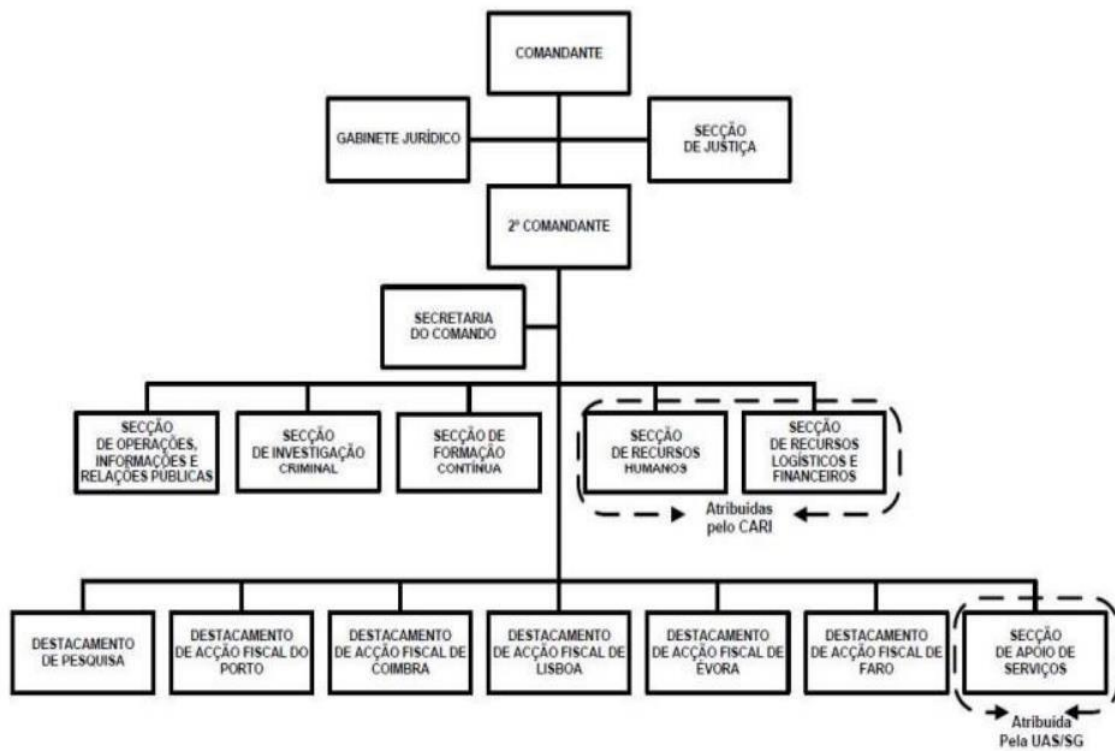 COMANDANTE
GABINETE JURÍDICO
SECÇÃO
DE JUSTIÇA
2º COMANDANTE
SECRETARIA
DO COMANDO
SECÇÃO
DE OPERAÇÕES,
INFORMAÇÕES E
RELAÇÕES PÚBLICAS
SECÇÃO
DE INVESTIGAÇÃO
CRIMINAL
SECÇÃO DE
FORMAÇÃO
CONTÍNUA
SECÇÃO
DE RECURSOS
HUMANOS
SECÇÃO
DE RECURSOS
LOGÍSTICOS E
FINANCEIROS
Atribuidas
pelo CARI
DESTACAMENTO
DE PESQUISA
DESTACAMENTO
DE ACÇÃO FISCAL DO
PORTO
DESTACAMENTO
DE ACÇÃO FISCAL DE
COIMBRA
DESTACAMENTO
DE ACÇÃO FISCAL DE
LISBOA
DESTACAMENTO
DE ACÇÃO FISCAL DE
ÉVORA
DESTACAMENTO
DE ACÇÃO FISCAL DE
FARO
SECÇÃO
DE APOIO DE
SERVIÇOS
Atribuída
Pela UAS/SG